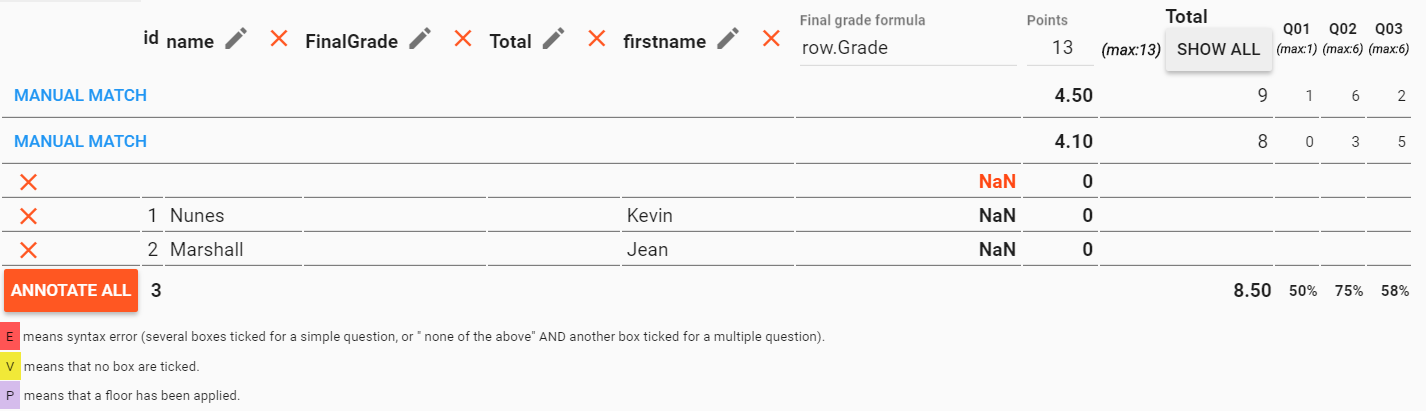 id name FinalGrade Total firstname Final grade formula row.Grade Points 13 (max:13) Total SHOW ALL Q01 (max:1) Q02 (max:6) Q03 (max:6)
MANUAL MATCH 4.50 9 1 6 2
MANUAL MATCH 4.10 8 0 3 5
NaN 0
1 Nunes Kevin NaN 0
2 Marshall Jean NaN 0
ANNOTATE ALL 3 8.50 50% 75% 58%
E means syntax error (several boxes ticked for a simple question, or " none of the above" AND another box ticked for a multiple question).
V means that no box are ticked.
P means that a floor has been applied.